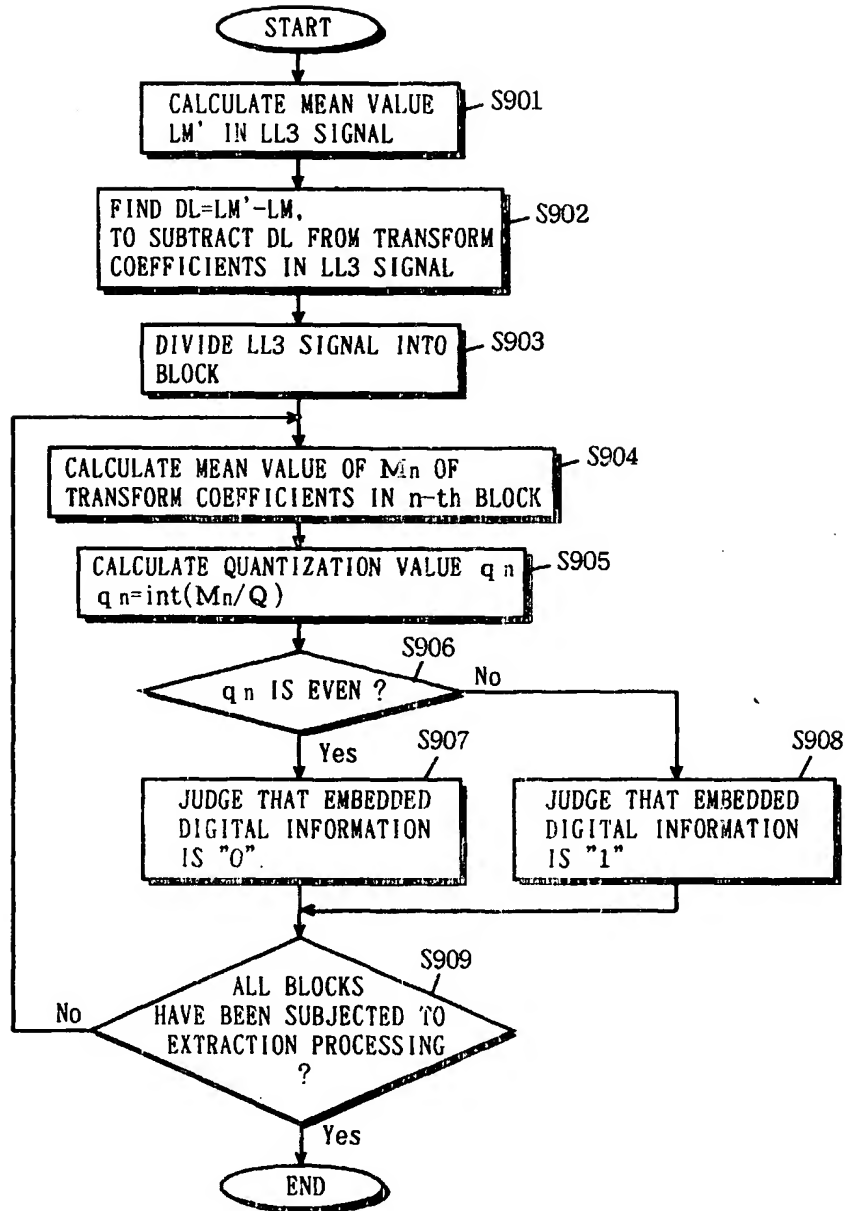 START
CALCULATE MEAN VALUE
LM' IN LL3 SIGNAL
S901
FIND DL=LM'-LM,
TO SUBTRACT DL FROM TRANSFORM
COEFFICIENTS IN LL3 SIGNAL
S902
DIVIDE LL3 SIGNAL INTO
BLOCK
S903
CALCULATE MEAN VALUE OF Mn OF
TRANSFORM COEFFICIENTS IN n-th BLOCK
S904
CALCULATE QUANTIZATION VALUE qn
qn=int(Mn/Q)
S905
S906
qn IS EVEN ?
No
Yes
S907
S908
JUDGE THAT EMBEDDED
DIGITAL INFORMATION
IS "0".
JUDGE THAT EMBEDDED
DIGITAL INFORMATION
IS "1"
S909
ALL BLOCKS
HAVE BEEN SUBJECTED TO
EXTRACTION PROCESSING
?
No
Yes
END